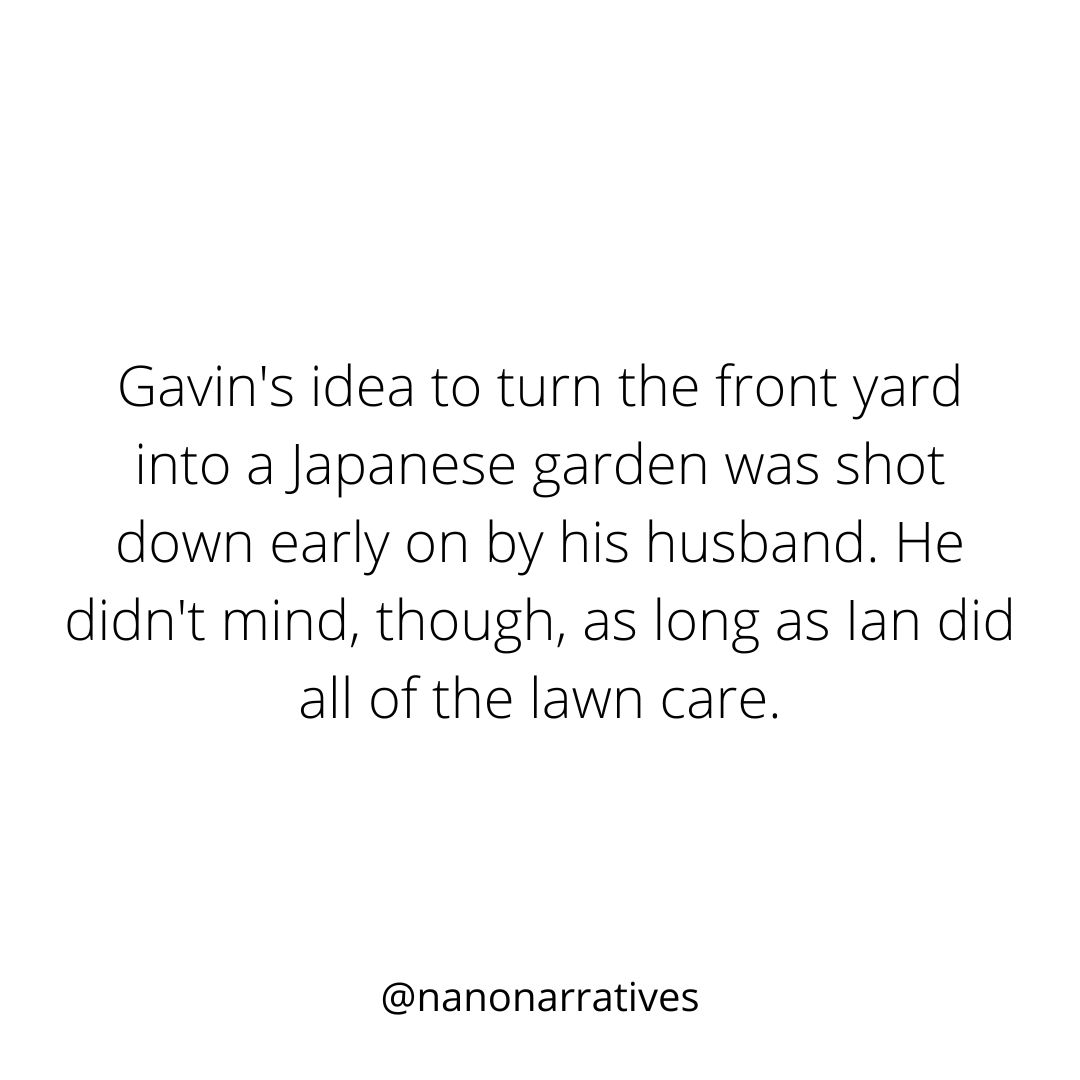 Gavin's idea to turn the front yard
into a Japanese garden was shot
down early on by his husband. He
didn't mind, though, as long as Ian did
all of the lawn care.
@nanonarratives